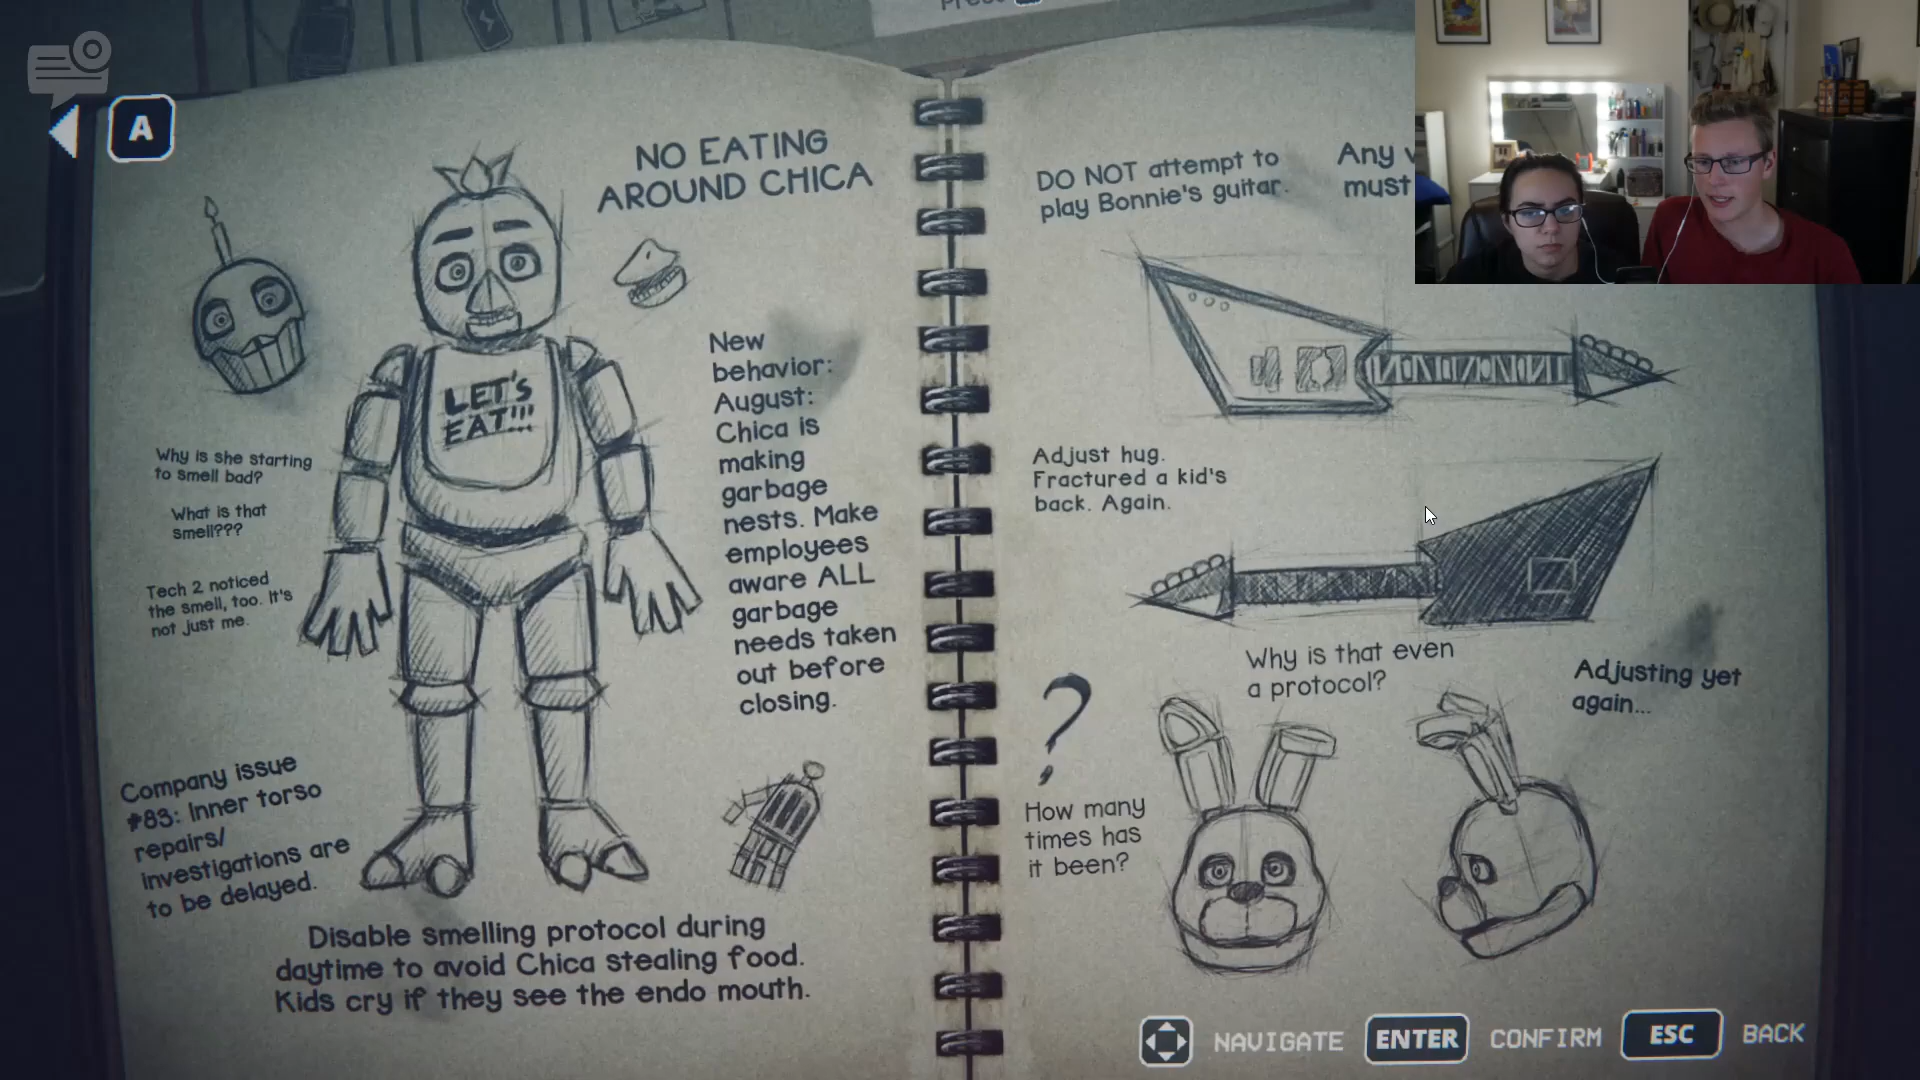 Press
A
NO EATING
AROUND CHICA
LET'S
EAT!!!
New
behavior:
August:
Chica is
making
garbage
nests. Make
employees
aware ALL
garbage
needs taken
out before
closing.
Why is she starting
to smell bad?
What is that
smell???
Tech 2 noticed
the smell, too. It's
not just me.
Company issue
#83: Inner torso
repairs/
investigations are
to be delayed.
Disable smelling protocol during
daytime to avoid Chica stealing food.
Kids cry if they see the endo mouth.
DO NOT attempt to
play Bonnie's guitar.
Any
must
Adjust hug.
Fractured a kid's
back. Again.
Why is that even
a protocol?
Adjusting yet
again...
?
How many
times has
it been?
NAVIGATE ENTER CONFIRM ESC BACK